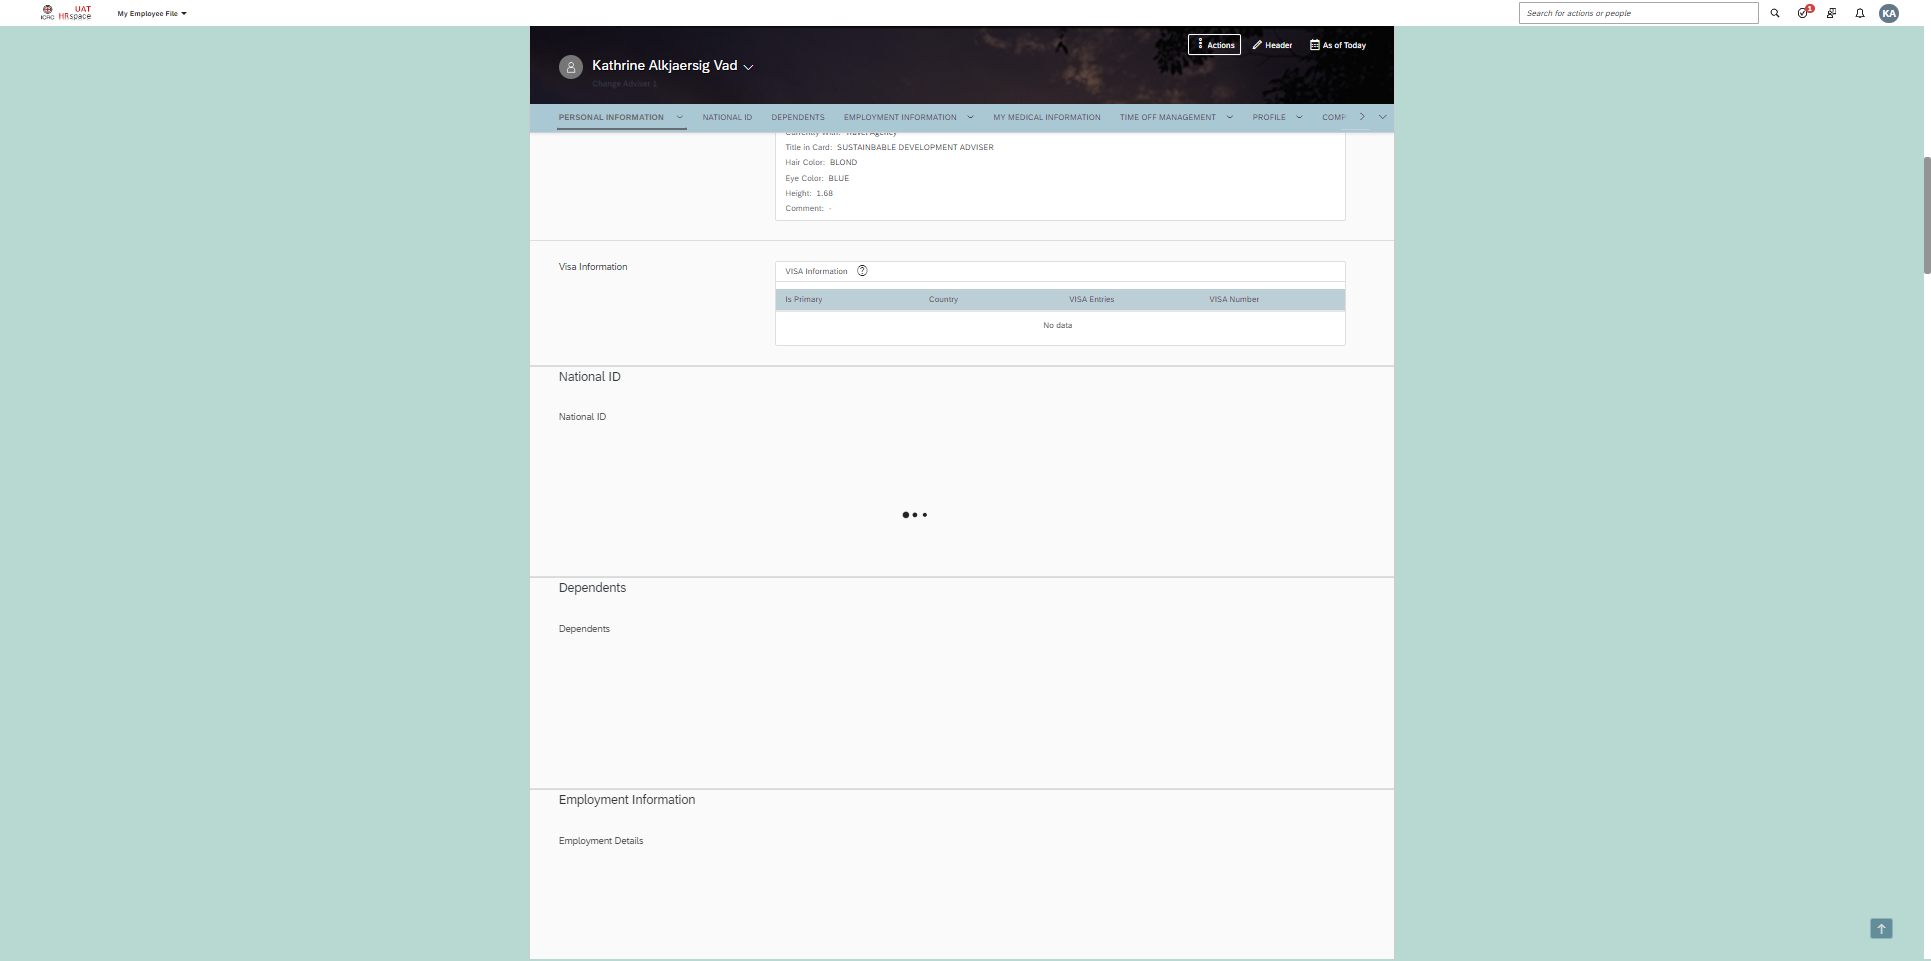 ICRC
UAT
HRspace
My Employee File
Search for actions or people
1
KA
Actions
Header
As of Today
Kathrine Alkjaersig Vad
Change Adviser 1
PERSONAL INFORMATION
NATIONAL ID
DEPENDENTS
EMPLOYMENT INFORMATION
MY MEDICAL INFORMATION
TIME OFF MANAGEMENT
PROFILE
COMP
Currently with: Travel Agency
Title in Card: SUSTAINBABLE DEVELOPMENT ADVISER
Hair Color: BLOND
Eye Color: BLUE
Height: 1.68
Comment: -
Visa Information
VISA Information
Is Primary Country VISA Entries VISA Number
No data
National ID
National ID
Dependents
Dependents
Employment Information
Employment Details